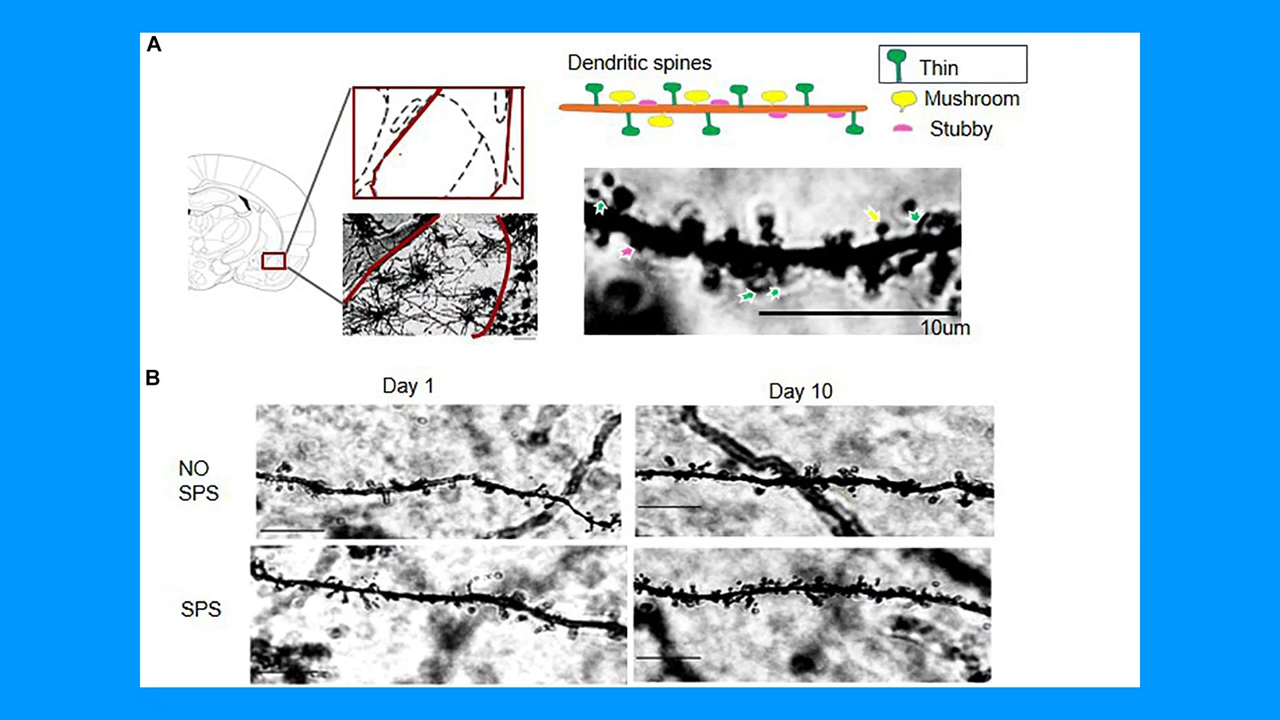 A
Dendritic spines
Thin
Mushroom
Stubby
10um
B
Day 1
Day 10
NO
SPS
SPS